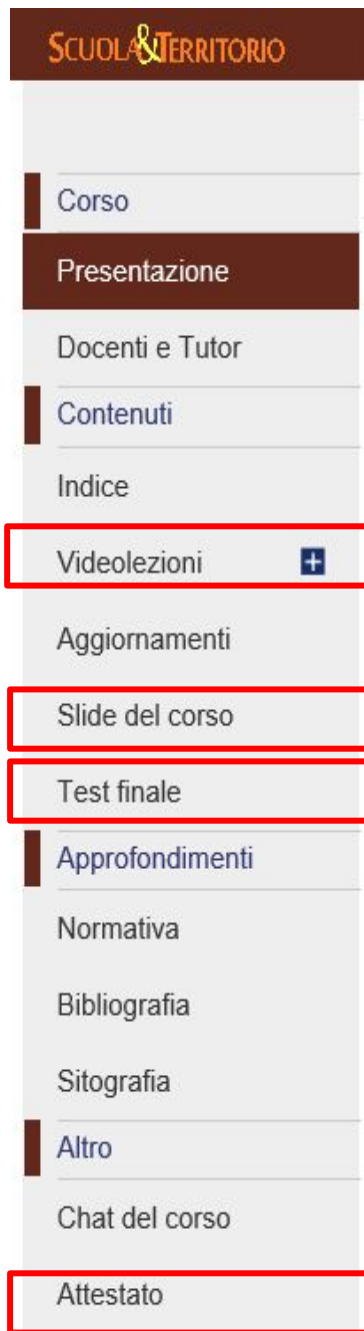 SCUOLA&TERRITORIO
Corso
Presentazione
Docenti e Tutor
Contenuti
Indice
Videolezioni
Aggiornamenti
Slide del corso
Test finale
Approfondimenti
Normativa
Bibliografia
Sitografia
Altro
Chat del corso
Attestato